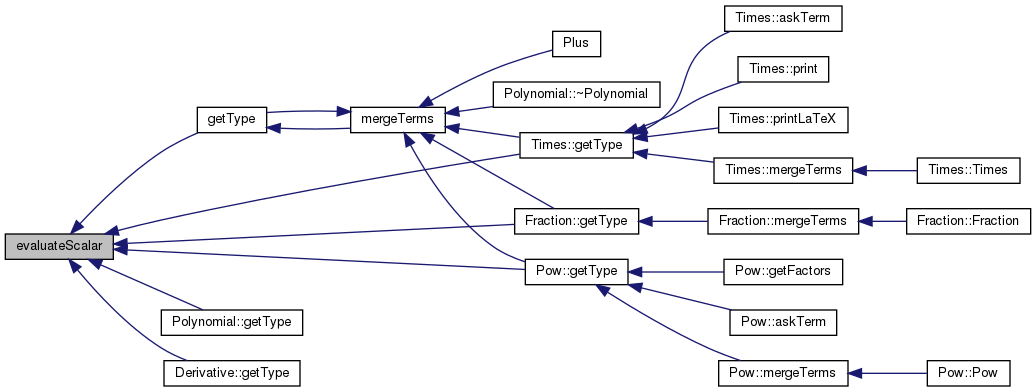 Times::askTerm
Plus
Times::print
Polynomial::~Polynomial
getType
mergeTerms
Times::printLaTeX
Times::getType
Times::mergeTerms
Times::Times
Fraction::getType
Fraction::mergeTerms
Fraction::Fraction
evaluateScalar
Pow::getType
Pow::getFactors
Polynomial::getType
Pow::askTerm
Derivative::getType
Pow::mergeTerms
Pow::Pow